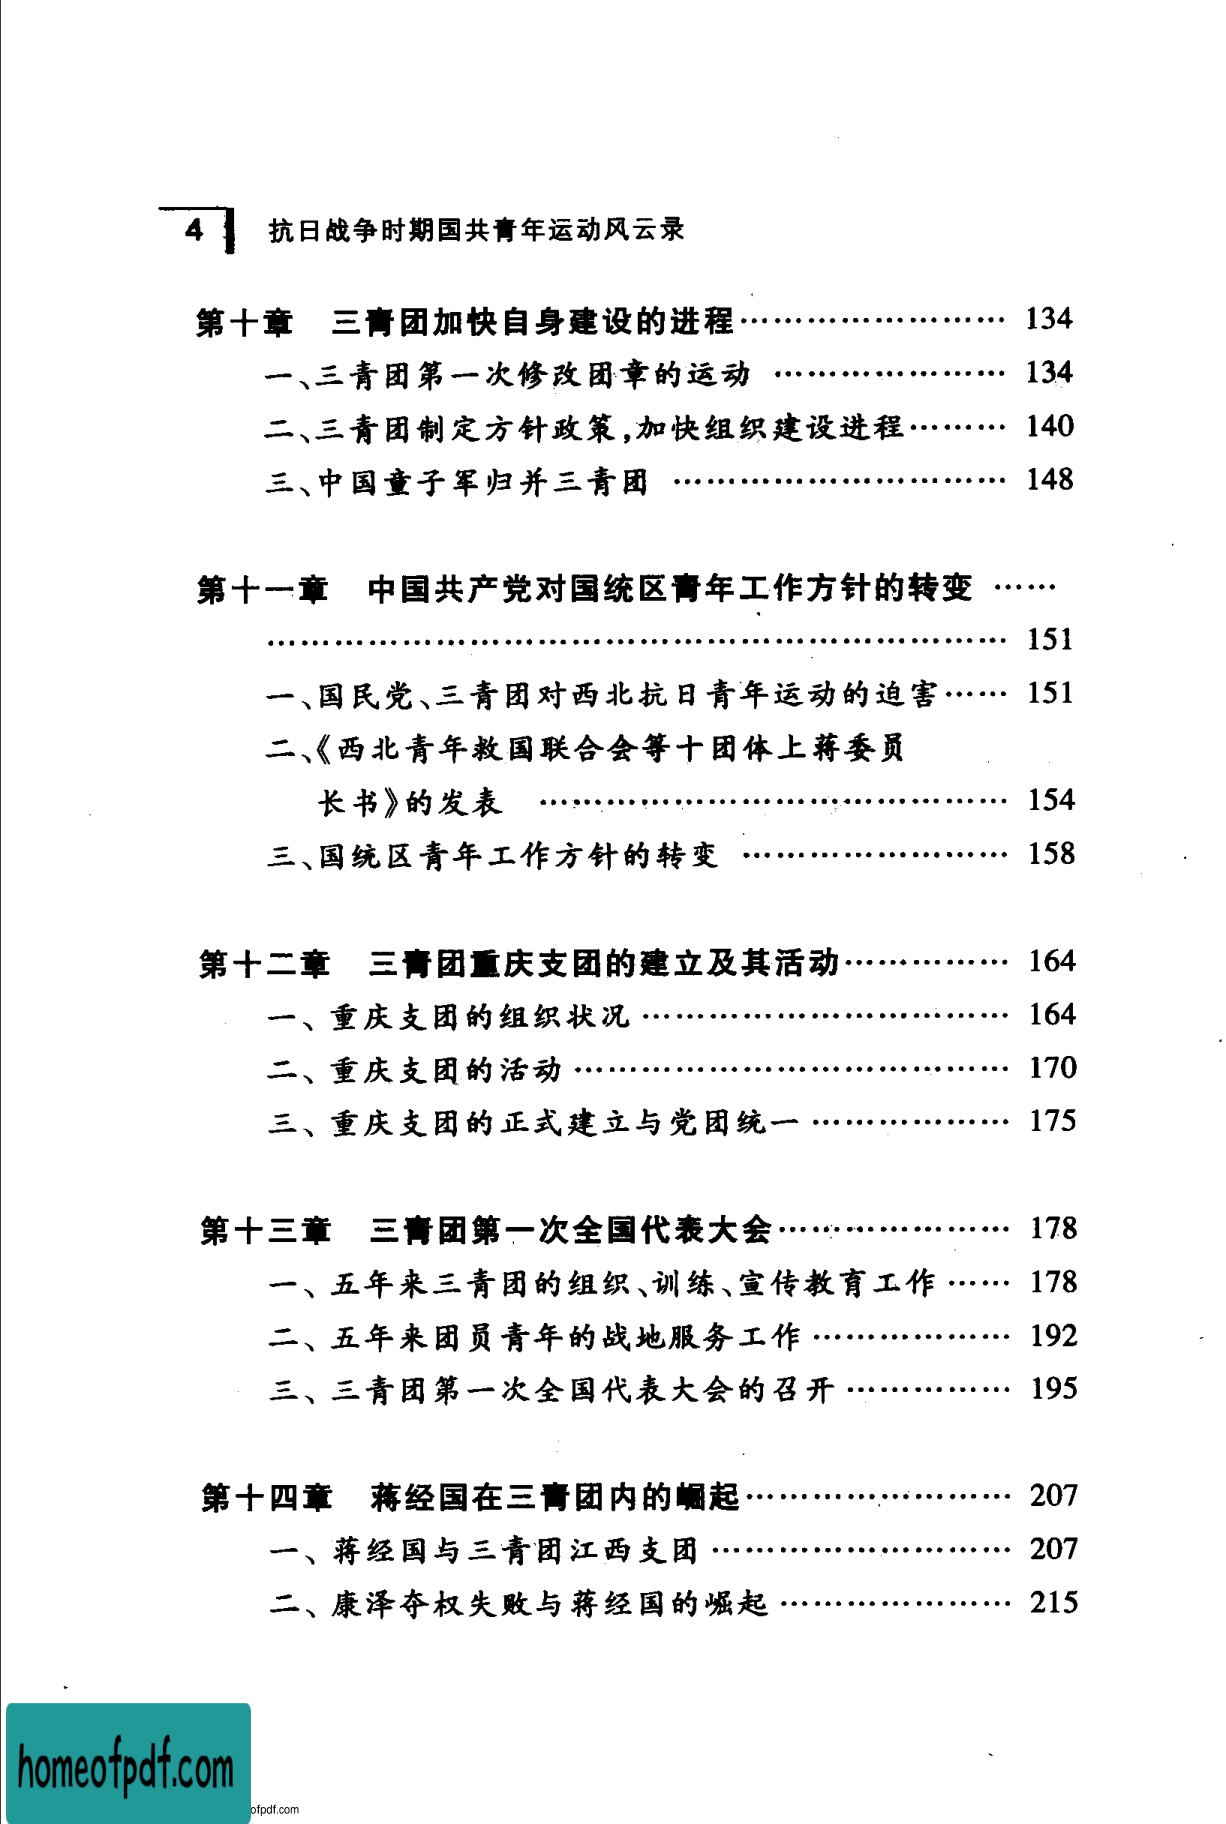 4 抗日战争时期国共青年运动风云录
第十章 三青团加快自身建设的进程…………………… 134
一、三青团第一次修改团章的运动 ………………… 134
二、三青团制定方针政策,加快组织建设进程……… 140
三、中国童子军归并三青团 ………………………… 148
第十一章 中国共产党对国统区青年工作方针的转变 ……
………………………………………………………… 151
一、国民党、三青团对西北抗日青年运动的迫害…… 151
二、《西北青年救国联合会等十团体上蒋委员
长书》的发表 …………………………………… 154
三、国统区青年工作方针的转变 …………………… 158
第十二章 三青团重庆支团的建立及其活动…………… 164
一、重庆支团的组织状况 …………………………… 164
二、重庆支团的活动 ………………………………… 170
三、重庆支团的正式建立与党团统一 ……………… 175
第十三章 三青团第一次全国代表大会………………… 178
一、五年来三青团的组织、训练、宣传教育工作 …… 178
二、五年来团员青年的战地服务工作 ……………… 192
三、三青团第一次全国代表大会的召开 …………… 195
第十四章 蒋经国在三青团内的崛起…………………… 207
一、蒋经国与三青团江西支团 ……………………… 207
二、康泽夺权失败与蒋经国的崛起 ………………… 215
homeofpdf.com
ofpdf.com